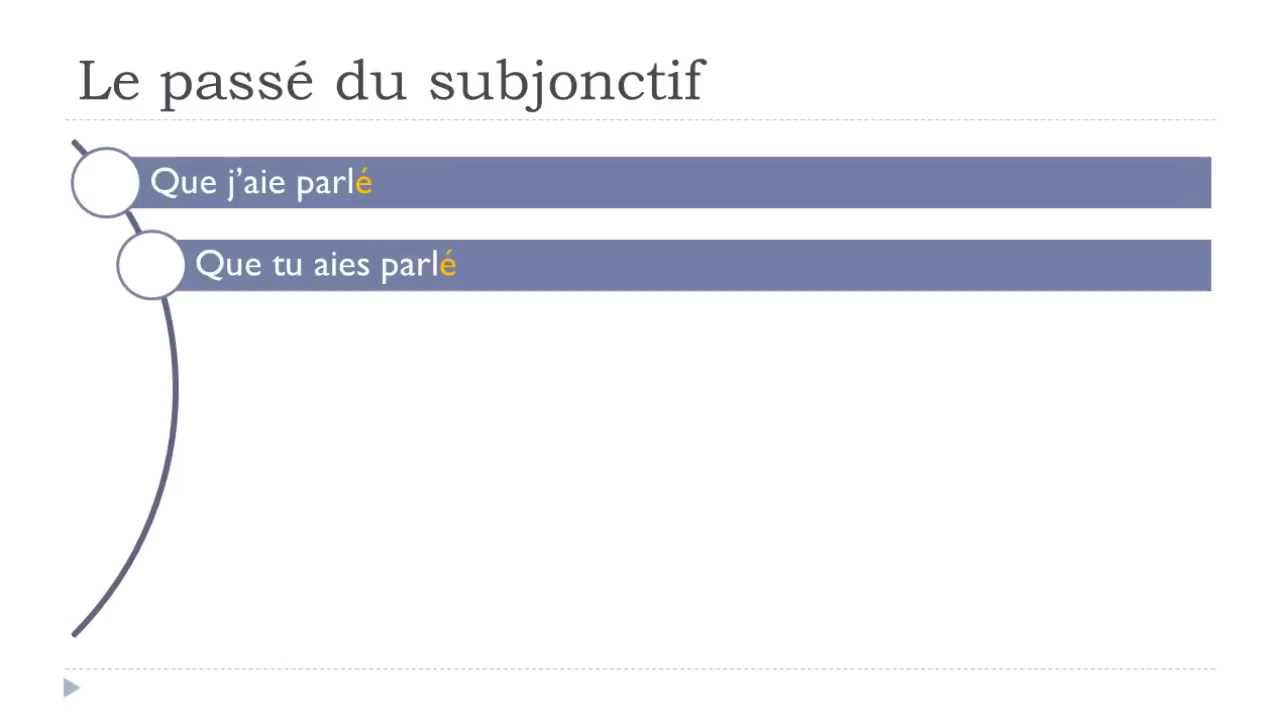 Le passé du subjonctif
Que j’aie parlé
Que tu aies parlé